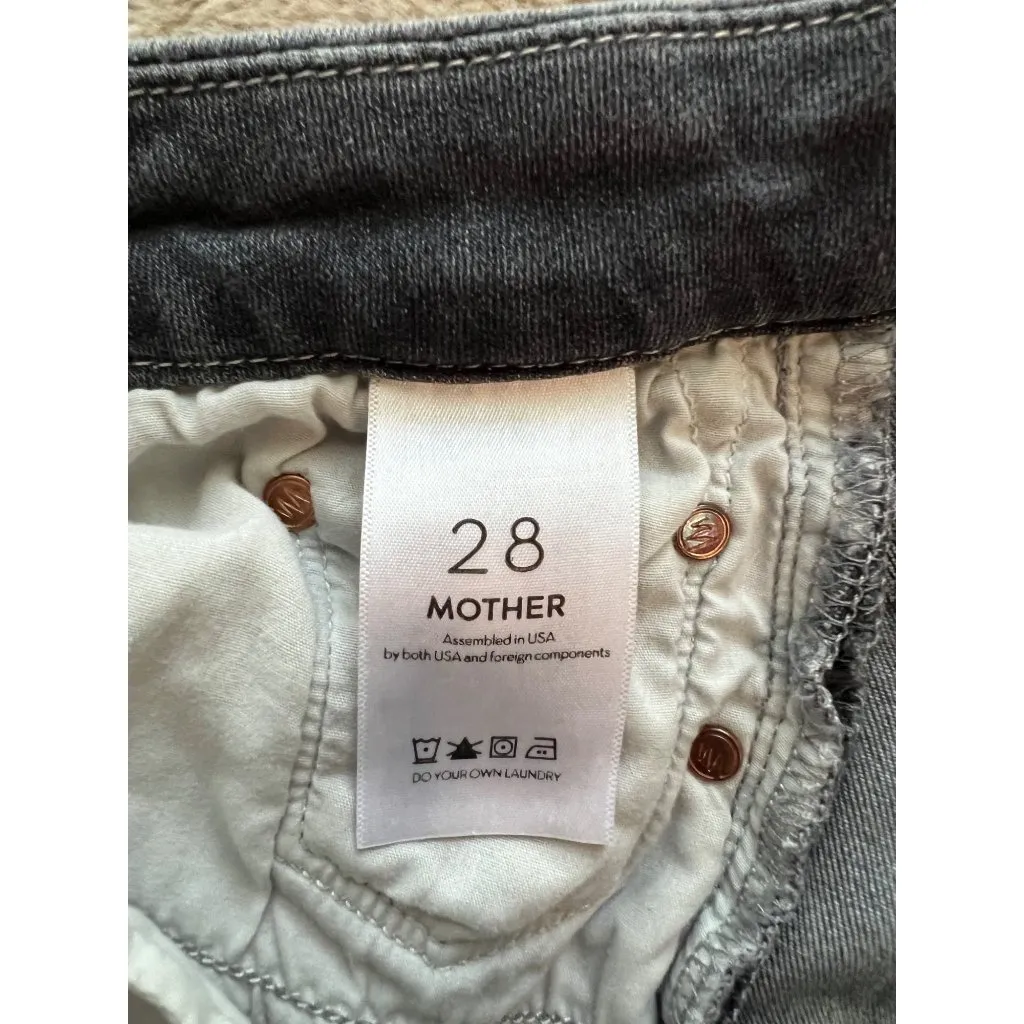 28
MOTHER
Assembled in USA
by both USA and foreign components
DO YOUR OWN LAUNDRY